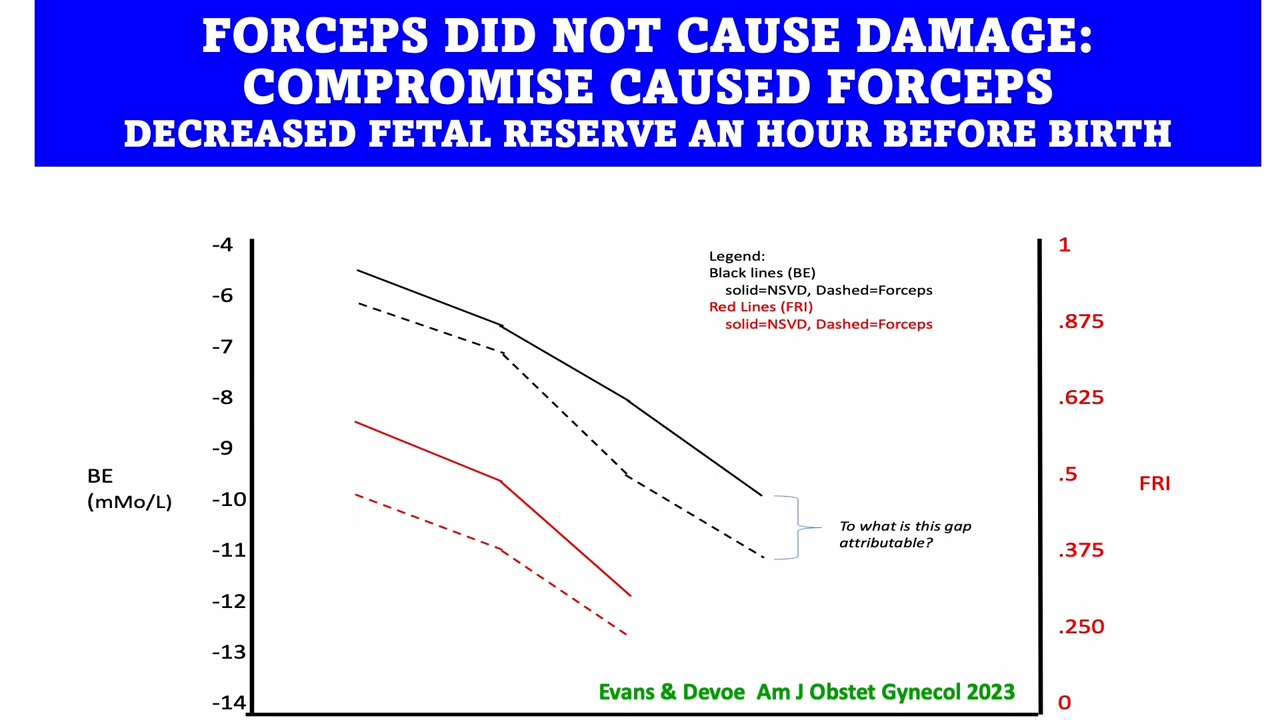 FORCEPS DID NOT CAUSE DAMAGE:
COMPROMISE CAUSED FORCEPS
DECREASED FETAL RESERVE AN HOUR BEFORE BIRTH
Legend:
Black lines (BE)
solid=NSVD, Dashed=Forceps
Red Lines (FRI)
solid=NSVD, Dashed=Forceps
-4
-6
-7
-8
-9
-10
-11
-12
-13
-14
BE
(mMo/L)
1
.875
.625
.5
.375
.250
0
FRI
To what is this gap
attributable?
Evans & Devoe Am J Obstet Gynecol 2023